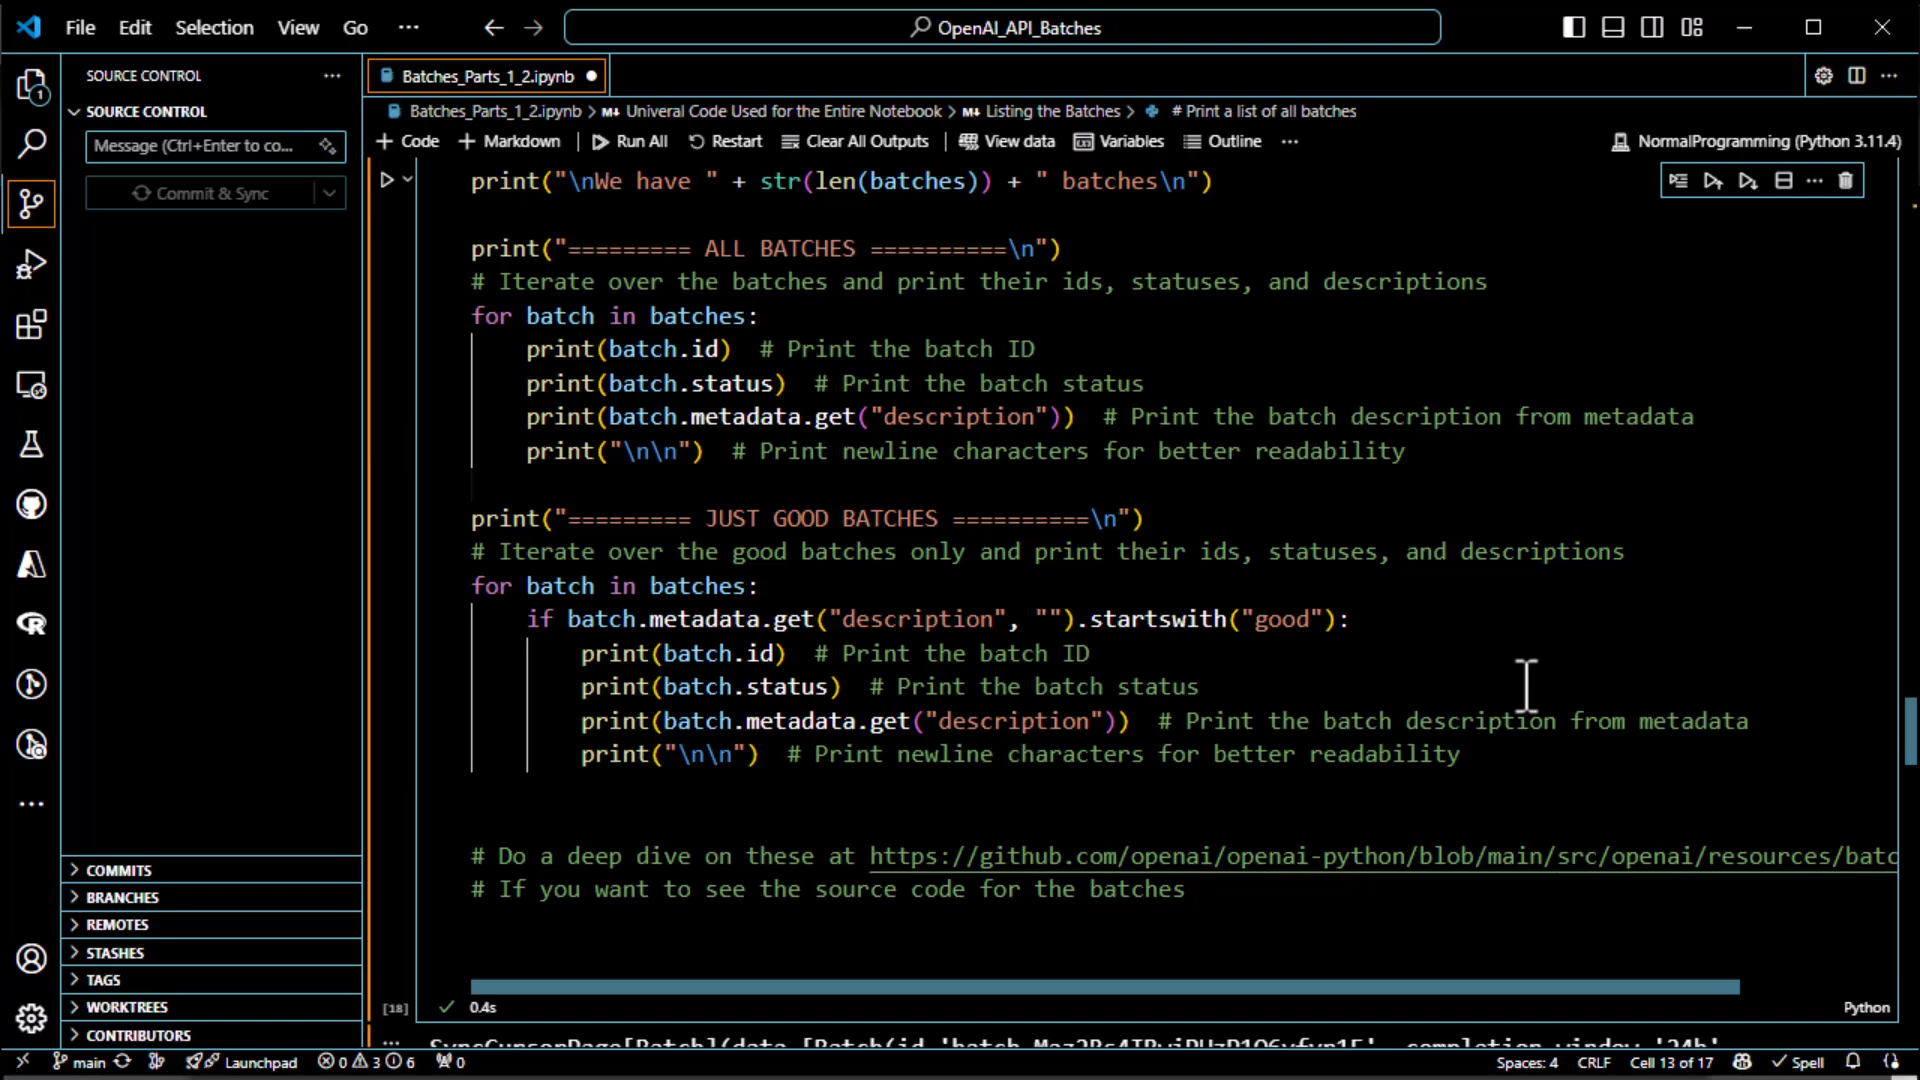 File Edit Selection View Go ··· OpenAI_API_Batches
SOURCE CONTROL ···
SOURCE CONTROL
Message (Ctrl+Enter to co...
Commit & Sync
Batches_Parts_1_2.ipynb
Batches_Parts_1_2.ipynb > M↓ Univeral Code Used for the Entire Notebook > M↓ Listing the Batches > # Print a list of all batches
+ Code + Markdown Run All Restart Clear All Outputs View data Variables Outline ··· NormalProgramming (Python 3.11.4)
print("\nWe have " + str(len(batches)) + " batches\n")
print("========= ALL BATCHES ==========\n")
# Iterate over the batches and print their ids, statuses, and descriptions
for batch in batches:
    print(batch.id)  # Print the batch ID
    print(batch.status)  # Print the batch status
    print(batch.metadata.get("description"))  # Print the batch description from metadata
    print("\n\n")  # Print newline characters for better readability
print("========= JUST GOOD BATCHES ==========\n")
# Iterate over the good batches only and print their ids, statuses, and descriptions
for batch in batches:
    if batch.metadata.get("description", "").startswith("good"):
        print(batch.id)  # Print the batch ID
        print(batch.status)  # Print the batch status
        print(batch.metadata.get("description"))  # Print the batch description from metadata
        print("\n\n")  # Print newline characters for better readability
# Do a deep dive on these at https://github.com/openai/openai-python/blob/main/src/openai/resources/batc
# If you want to see the source code for the batches
[18] 0.4s Python
COMMITS
BRANCHES
REMOTES
STASHES
TAGS
WORKTREES
CONTRIBUTORS
main Launchpad 0 3 6 0 Spaces: 4 CRLF Cell 13 of 17 Spell